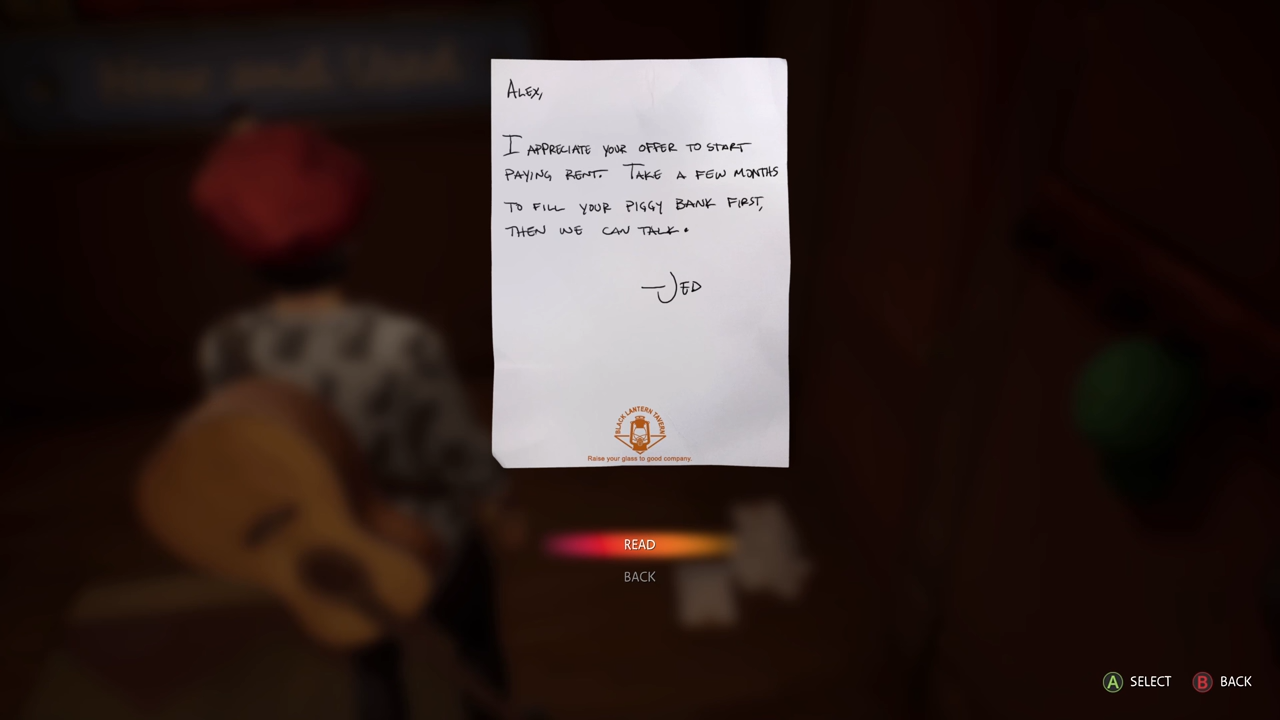 ALEX,
I APPRECIATE YOUR OFFER TO START
PAYING RENT. TAKE A FEW MONTHS
TO FILL YOUR PIGGY BANK FIRST,
THEN WE CAN TALK.
—JED
BLACK LANTERN TAVERN
Raise your glass to good company.
READ
BACK
A SELECT B BACK